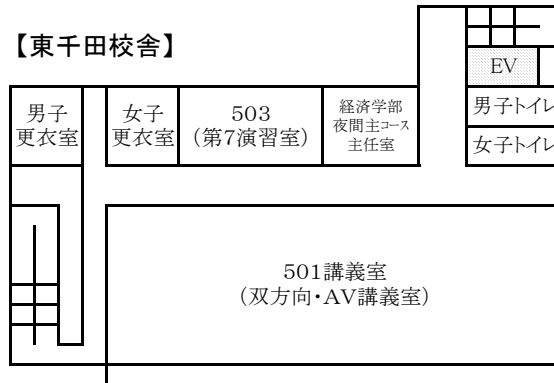 【東千田校舎】
EV
男子
更衣室
女子
更衣室
503
(第7演習室)
経済学部
夜間主コース
主任室
男子トイレ
女子トイレ
501講義室
(双方向・AV講義室)